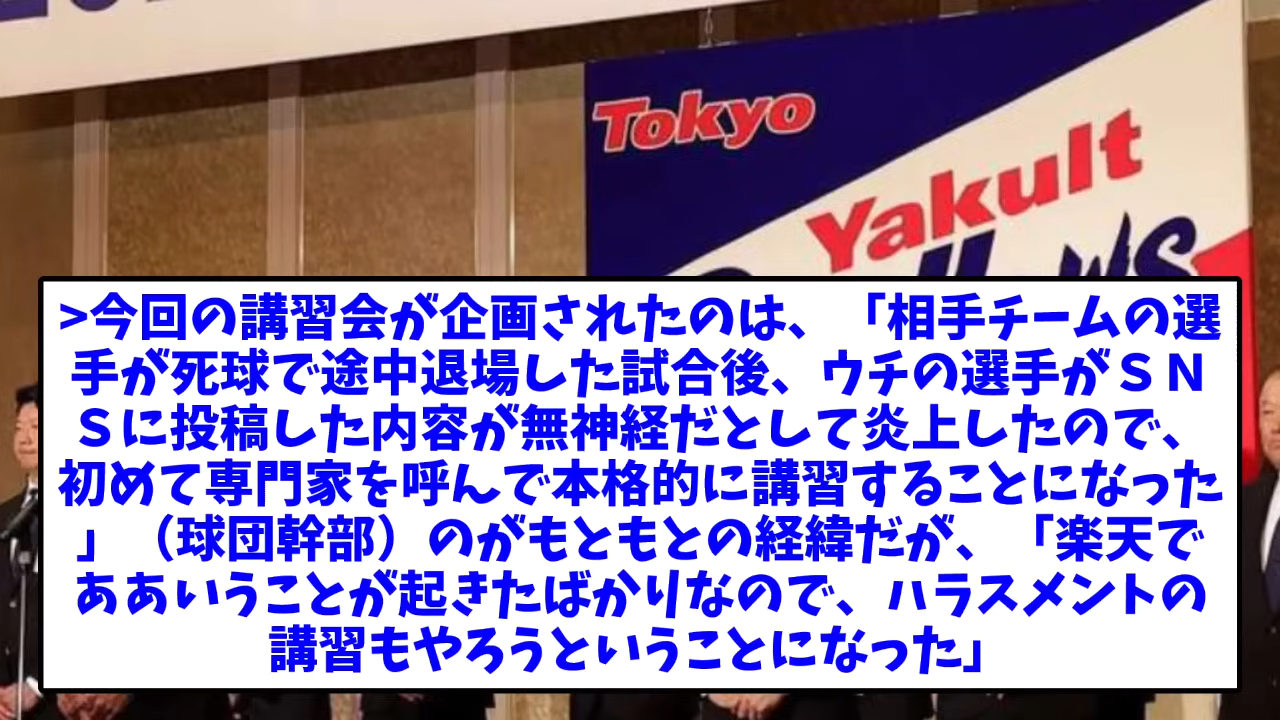 Tokyo
Yakult
>今回の講習会が企画されたのは、「相手チームの選
手が死球で途中退場した試合後、ウチの選手がＳＮ
Ｓに投稿した内容が無神経だとして炎上したので、
初めて専門家を呼んで本格的に講習することになった
」（球団幹部）のがもともとの経緯だが、「楽天で
ああいうことが起きたばかりなので、ハラスメントの
講習もやろうということになった」